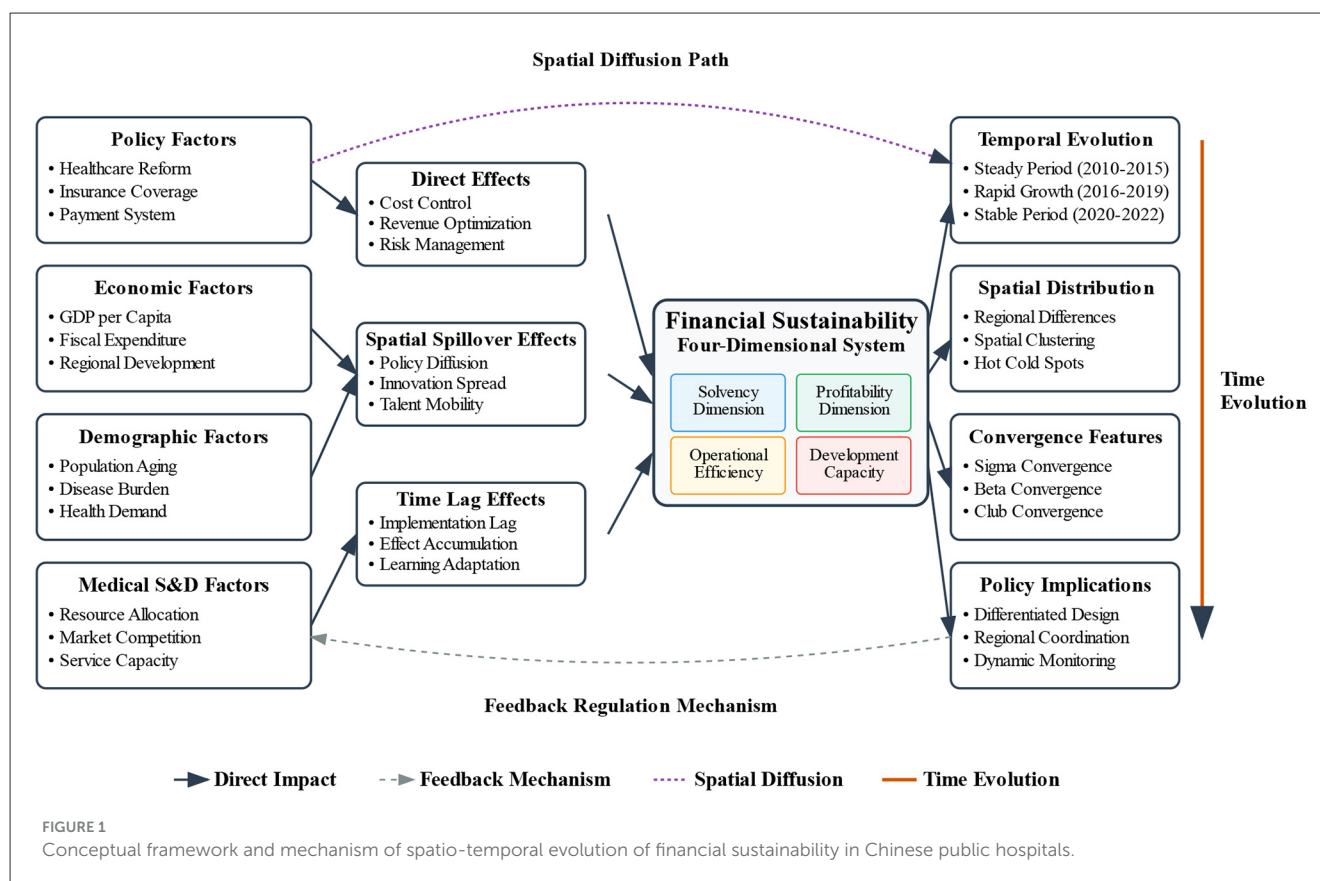 Spatial Diffusion Path
Policy Factors
• Healthcare Reform
• Insurance Coverage
• Payment System
Economic Factors
• GDP per Capita
• Fiscal Expenditure
• Regional Development
Demographic Factors
• Population Aging
• Disease Burden
• Health Demand
Medical S&D Factors
• Resource Allocation
• Market Competition
• Service Capacity
Direct Effects
• Cost Control
• Revenue Optimization
• Risk Management
Spatial Spillover Effects
• Policy Diffusion
• Innovation Spread
• Talent Mobility
Time Lag Effects
• Implementation Lag
• Effect Accumulation
• Learning Adaptation
Financial Sustainability
Four-Dimensional System
Solvency
Dimension
Profitability
Dimension
Operational
Efficiency
Development
Capacity
Temporal Evolution
• Steady Period (2010-2015)
• Rapid Growth (2016-2019)
• Stable Period (2020-2022)
Spatial Distribution
• Regional Differences
• Spatial Clustering
• Hot Cold Spots
Convergence Features
• Sigma Convergence
• Beta Convergence
• Club Convergence
Policy Implications
• Differentiated Design
• Regional Coordination
• Dynamic Monitoring
Time
Evolution
Feedback Regulation Mechanism
Direct Impact
Feedback Mechanism
Spatial Diffusion
Time Evolution
FIGURE 1
Conceptual framework and mechanism of spatio-temporal evolution of financial sustainability in Chinese public hospitals.